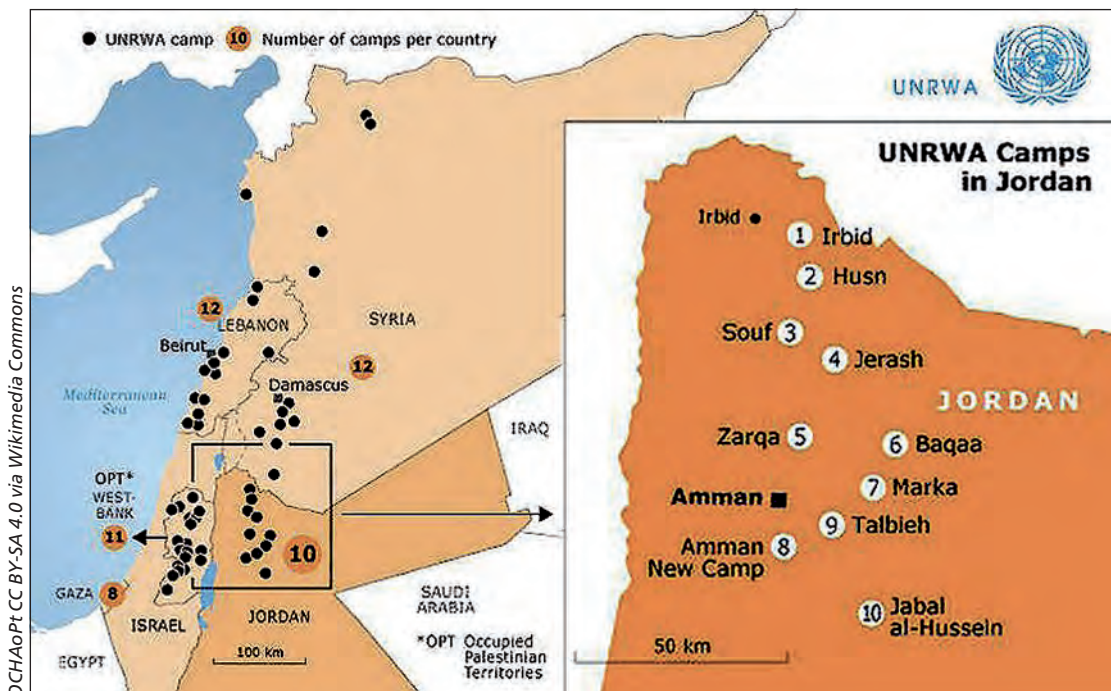 UNRWA camp
10
Number of camps per country
UNRWA
12
LEBANON
SYRIA
Beirut
12
Mediterranean
Sea
Damascus
IRAQ
OPT*
WEST-
BANK
11
10
GAZA
8
ISRAEL
JORDAN
SAUDI
ARABIA
EGYPT
100 km
*OPT Occupied
Palestinian
Territories
UNRWA Camps
in Jordan
Irbid
1 Irbid
2 Husn
Souf 3
4 Jerash
JORDAN
Zarqa 5
6 Baqaa
7 Marka
Amman
9 Talbieh
Amman 8
New Camp
10 Jabal
al-Hussein
50 km
OCHAoPt CC BY-SA 4.0 via Wikimedia Commons